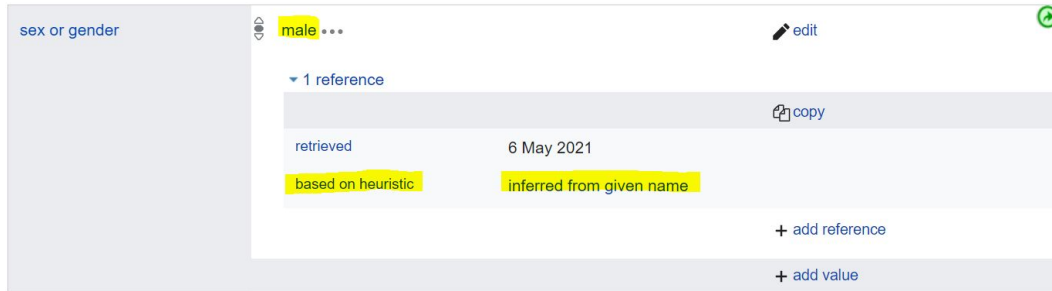 sex or gender
male
edit
1 reference
copy
retrieved 6 May 2021
based on heuristic inferred from given name
+ add reference
+ add value